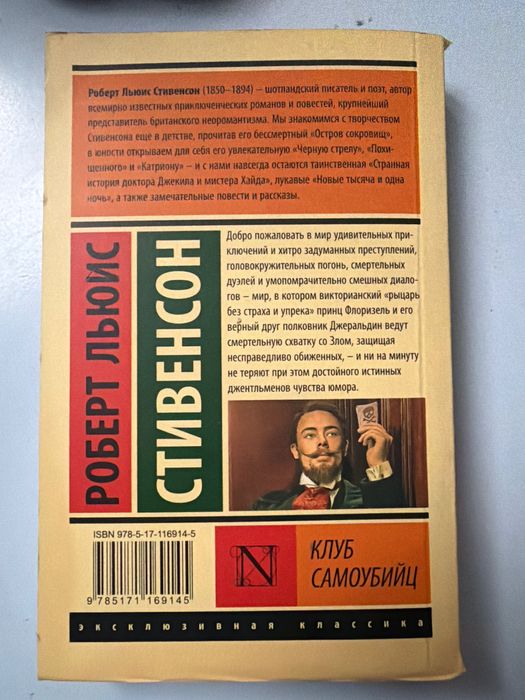 Роберт Льюис Стивенсон (1850–1894) – шотландский писатель и поэт, автор
всемирно известных приключенческих романов и повестей, крупнейший
представитель британского неоромантизма. Мы знакомимся с творчеством
Стивенсона еще в детстве, прочитав его бессмертный «Остров сокровищ»,
в юности открываем для себя его увлекательную «Черную стрелу», «Похи-
щенного» и «Катриону» – и с нами навсегда остаются таинственная «Странная
история доктора Джекила и мистера Хайда», лукавые «Новые тысяча и одна
ночь», а также замечательные повести и рассказы.
РОБЕРТ ЛЬЮИС
СТИВЕНСОН
Добро пожаловать в мир удивительных при-
ключений и хитро задуманных преступлений,
головокружительных погонь, смертельных
дуэлей и умопомрачительно смешных диало-
гов – мир, в котором викторианский «рыцарь
без страха и упрека» принц Флоризель и его
верный друг полковник Джеральдин ведут
смертельную схватку со Злом, защищая
несправедливо обиженных, – и ни на минуту
не теряют при этом достойного истинных
джентльменов чувства юмора.
ISBN 978-5-17-116914-5
9 785171 169145
N
КЛУБ
САМОУБИЙЦ
эксклюзивная классика